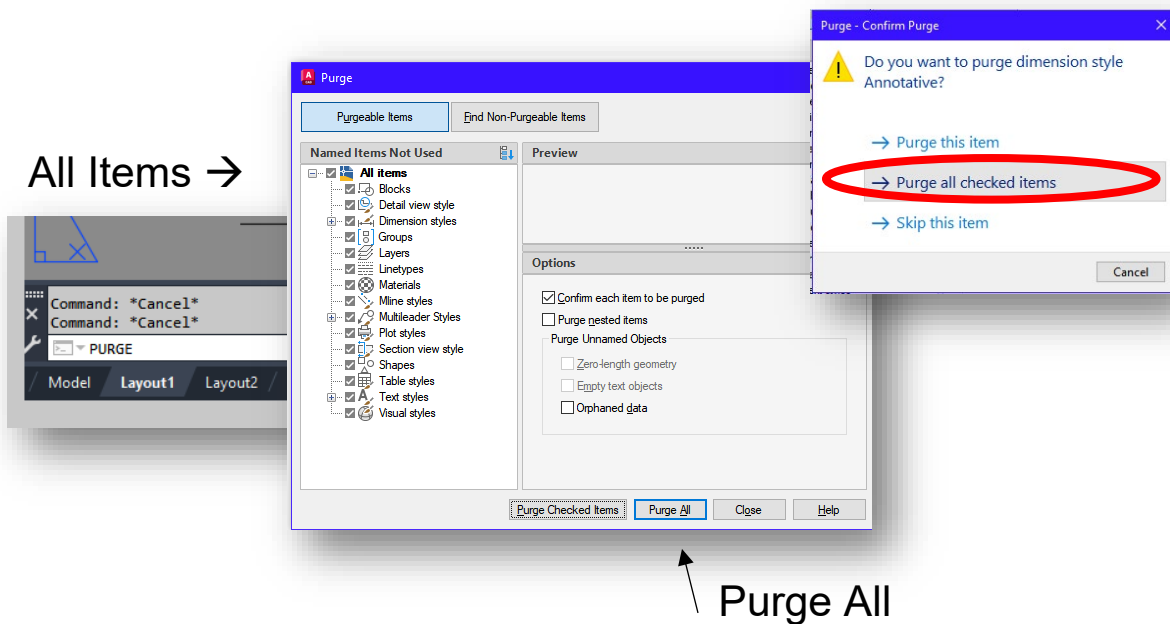 All Items →
Command: *Cancel*
Command: *Cancel*
PURGE
Model Layout1 Layout2
Purge
Purgeable Items Find Non-Purgeable Items
Named Items Not Used
All items
Blocks
Detail view style
Dimension styles
Groups
Layers
Linetypes
Materials
Mline styles
Multileader Styles
Plot styles
Section view style
Shapes
Table styles
Text styles
Visual styles
Preview
Options
Confirm each item to be purged
Purge nested items
Purge Unnamed Objects
Zero-length geometry
Empty text objects
Orphaned data
Purge Checked Items Purge All Close Help
Purge - Confirm Purge
Do you want to purge dimension style
Annotative?
→ Purge this item
→ Purge all checked items
→ Skip this item
Cancel
Purge All